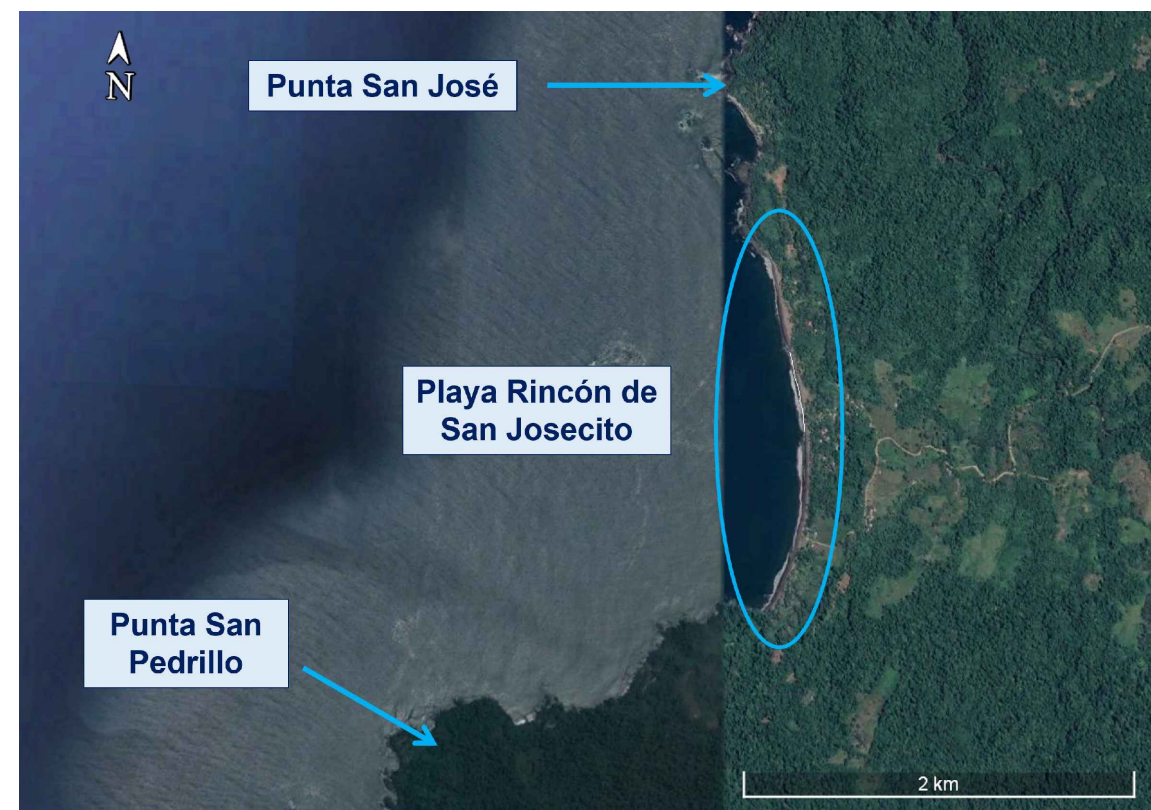 N
Punta San José
Playa Rincón de
San Josecito
Punta San
Pedrillo
2 km